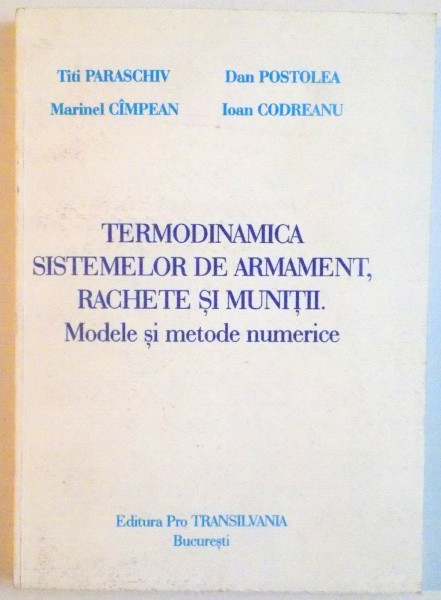 Titi PARASCHIV Dan POSTOLEA
Marinel CÎMPEAN Ioan CODREANU
TERMODINAMICA
SISTEMELOR DE ARMAMENT,
RACHETE ȘI MUNIȚII.
Modele și metode numerice
Editura Pro TRANSILVANIA
București